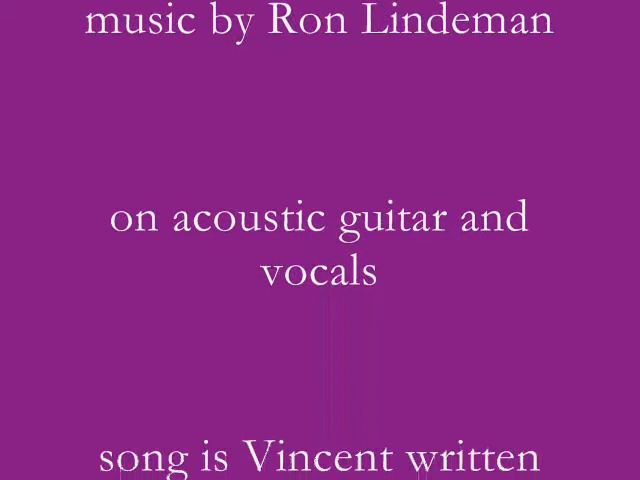 music by Ron Lindeman
on acoustic guitar and
vocals
song is Vincent written